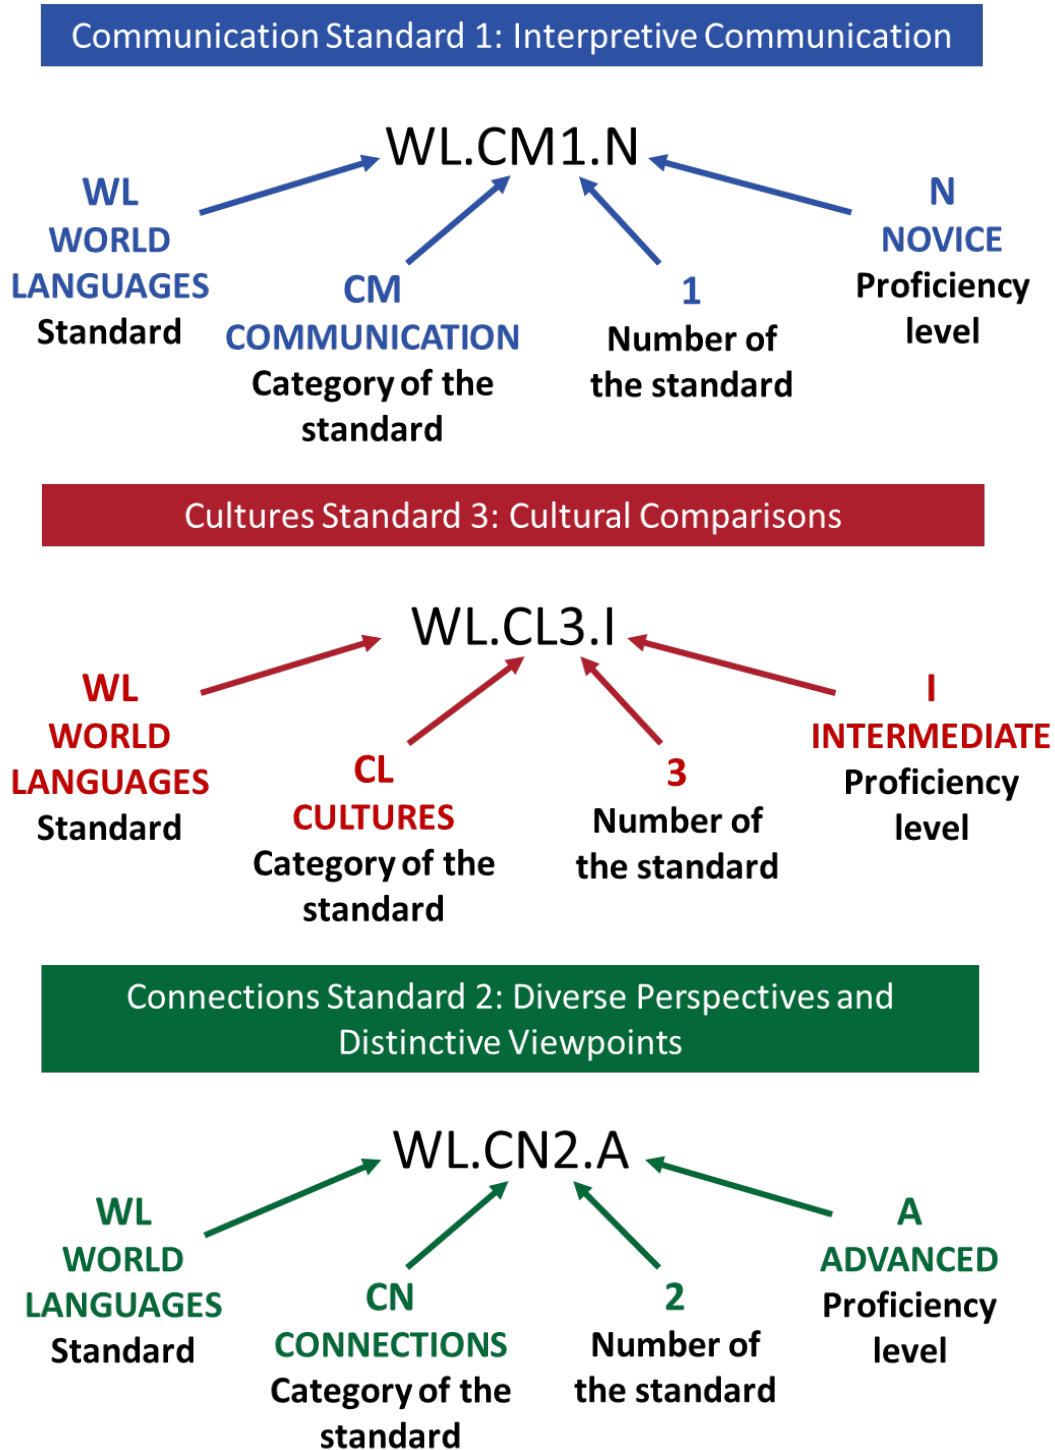 Communication Standard 1: Interpretive Communication
WL.CM1.N
WL
WORLD
LANGUAGES
Standard
CM
COMMUNICATION
Category of the
standard
1
Number of
the standard
N
NOVICE
Proficiency
level
Cultures Standard 3: Cultural Comparisons
WL.CL3.I
WL
WORLD
LANGUAGES
Standard
CL
CULTURES
Category of the
standard
3
Number of
the standard
I
INTERMEDIATE
Proficiency
level
Connections Standard 2: Diverse Perspectives and
Distinctive Viewpoints
WL.CN2.A
WL
WORLD
LANGUAGES
Standard
CN
CONNECTIONS
Category of the
standard
2
Number of
the standard
A
ADVANCED
Proficiency
level